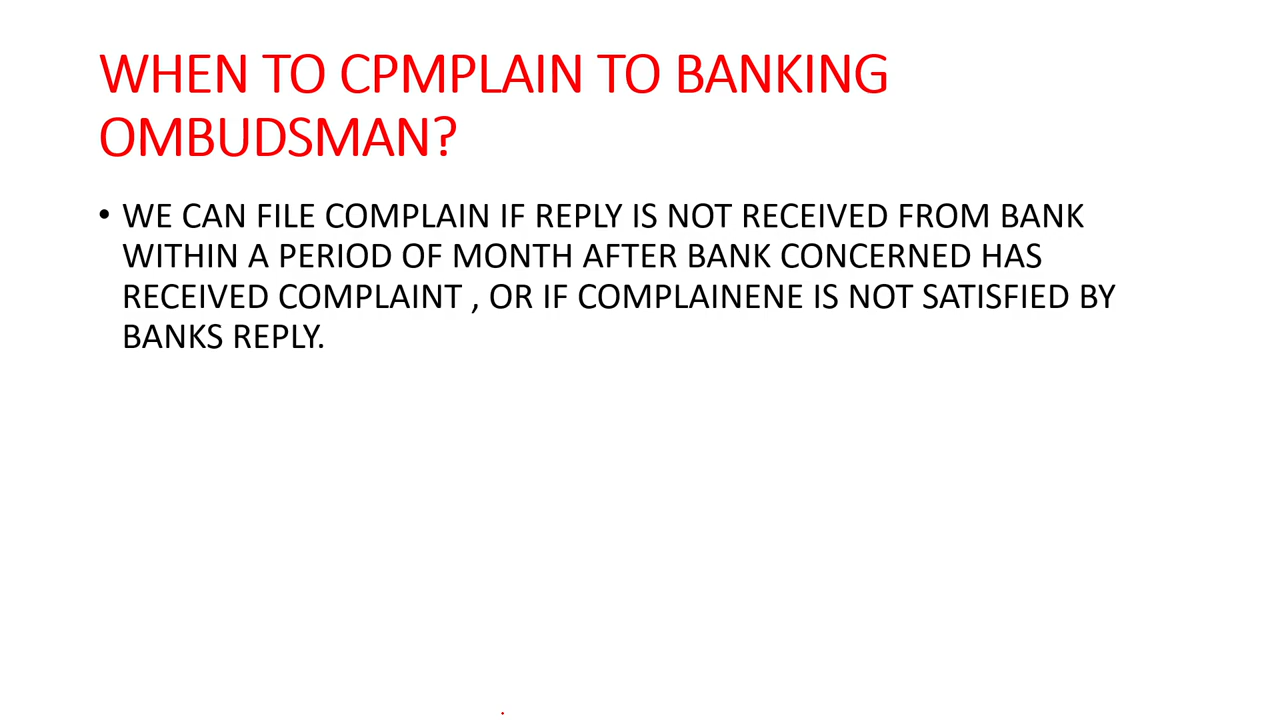 WHEN TO CPMPLAIN TO BANKING
OMBUDSMAN?
• WE CAN FILE COMPLAIN IF REPLY IS NOT RECEIVED FROM BANK
WITHIN A PERIOD OF MONTH AFTER BANK CONCERNED HAS
RECEIVED COMPLAINT , OR IF COMPLAINENE IS NOT SATISFIED BY
BANKS REPLY.